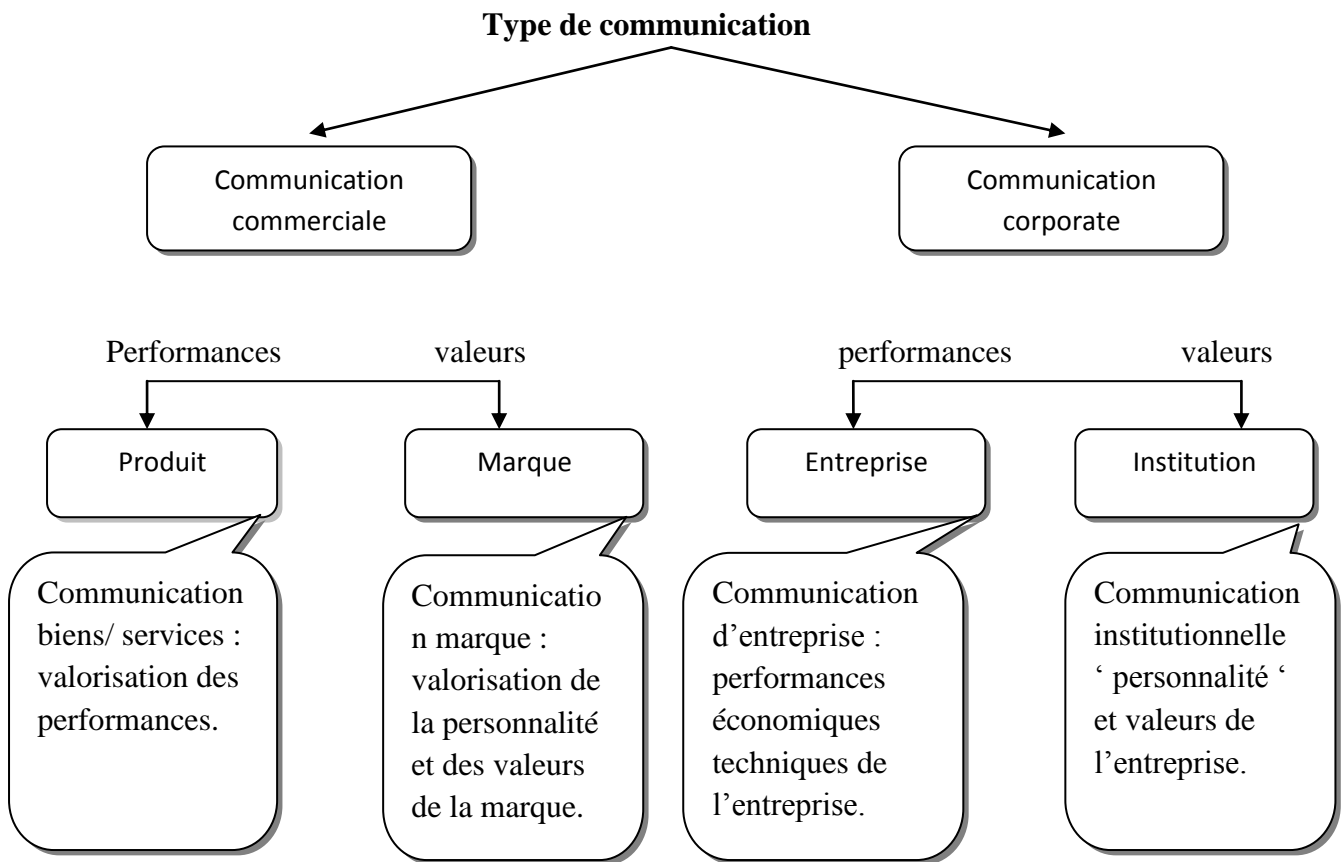 Type de communication
Communication
commerciale
Communication
corporate
Performances
valeurs
performances
valeurs
Produit
Marque
Entreprise
Institution
Communication
biens/ services :
valorisation des
performances.
Communicatio
n marque :
valorisation de
la personnalité
et des valeurs
de la marque.
Communication
d’entreprise :
performances
économiques
techniques de
l’entreprise.
Communication
institutionnelle
‘ personnalité ‘
et valeurs de
l’entreprise.